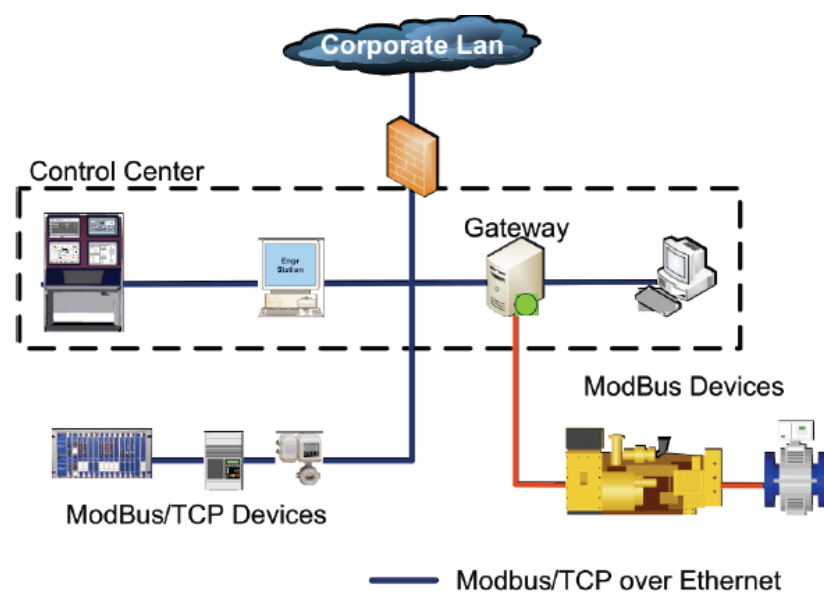 Corporate Lan
Control Center
Gateway
Engr
Station
ModBus Devices
ModBus/TCP Devices
Modbus/TCP over Ethernet